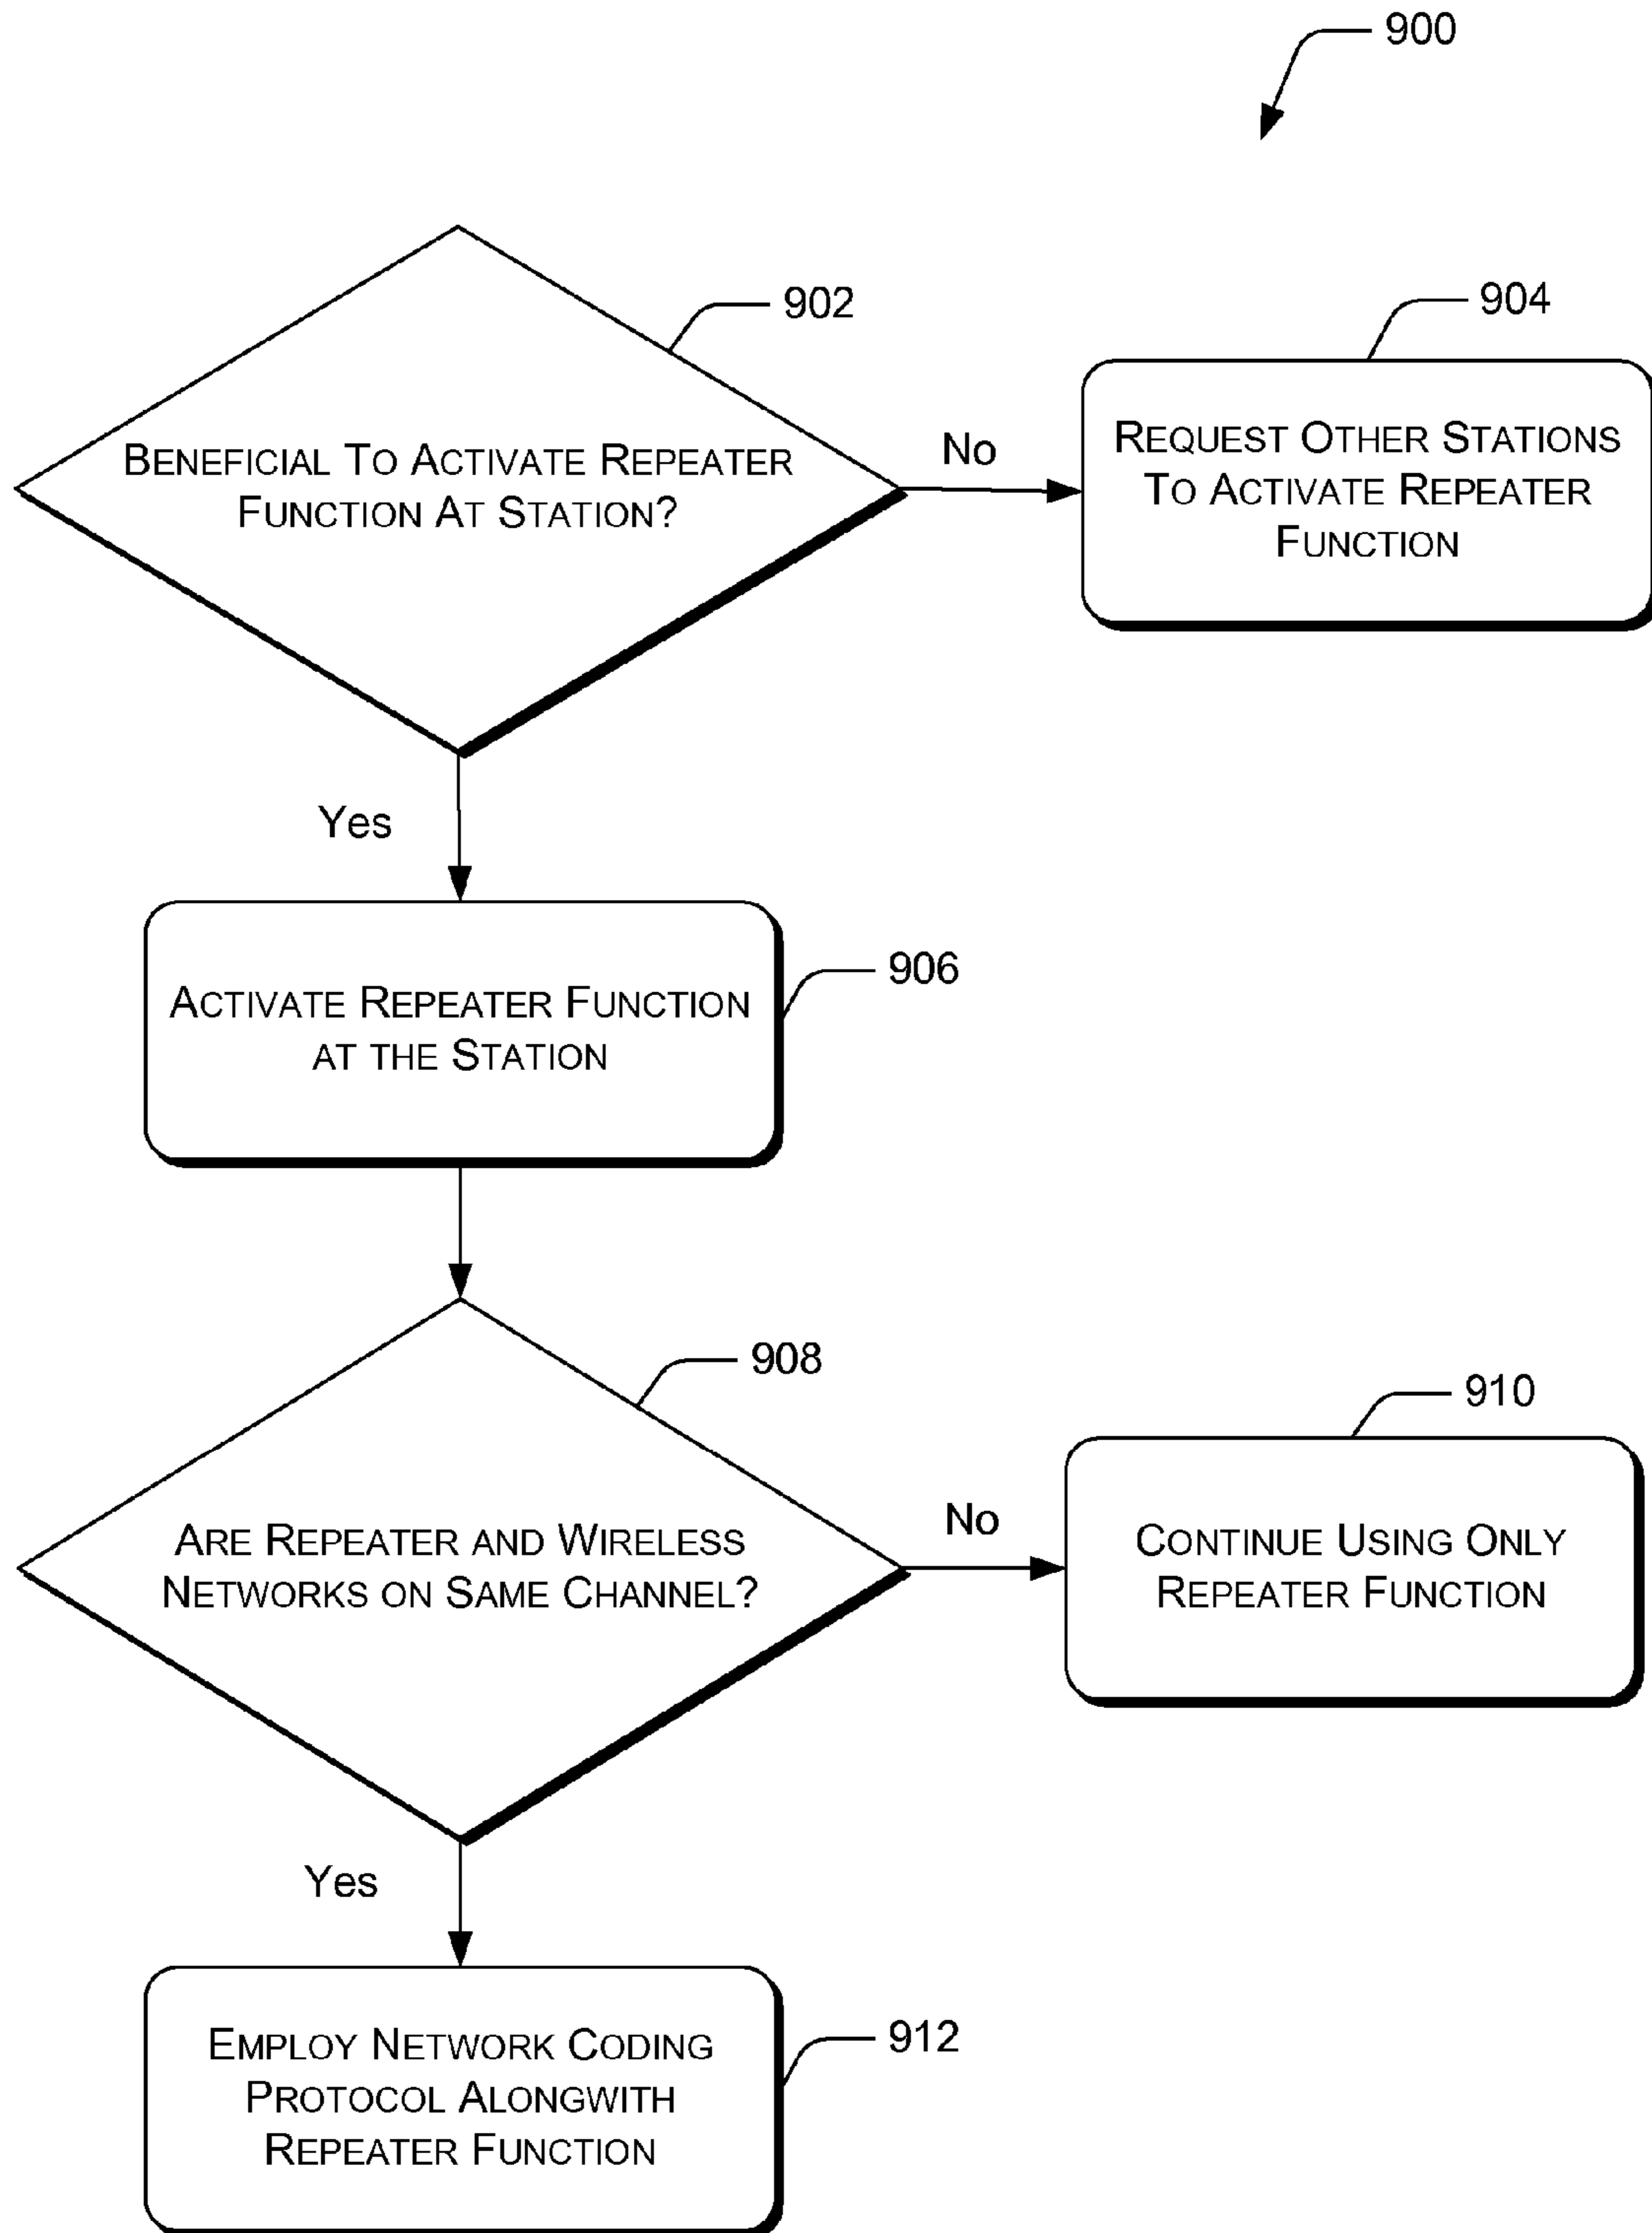 900
902
BENEFICIAL TO ACTIVATE REPEATER
FUNCTION AT STATION?
No
904
REQUEST OTHER STATIONS
TO ACTIVATE REPEATER
FUNCTION
Yes
906
ACTIVATE REPEATER FUNCTION
AT THE STATION
908
ARE REPEATER AND WIRELESS
NETWORKS ON SAME CHANNEL?
No
910
CONTINUE USING ONLY
REPEATER FUNCTION
Yes
912
EMPLOY NETWORK CODING
PROTOCOL ALONGWITH
REPEATER FUNCTION